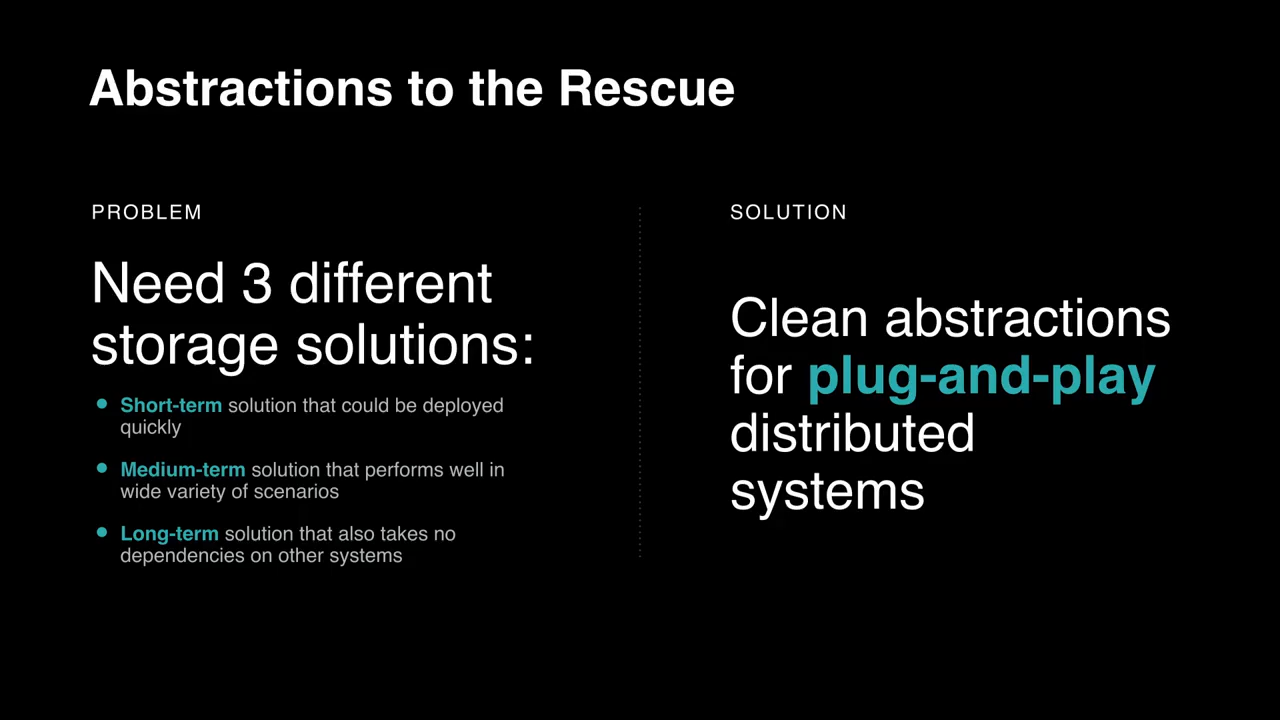 Abstractions to the Rescue
PROBLEM
Need 3 different
storage solutions:
Short-term solution that could be deployed
quickly
Medium-term solution that performs well in
wide variety of scenarios
Long-term solution that also takes no
dependencies on other systems
SOLUTION
Clean abstractions
for plug-and-play
distributed
systems